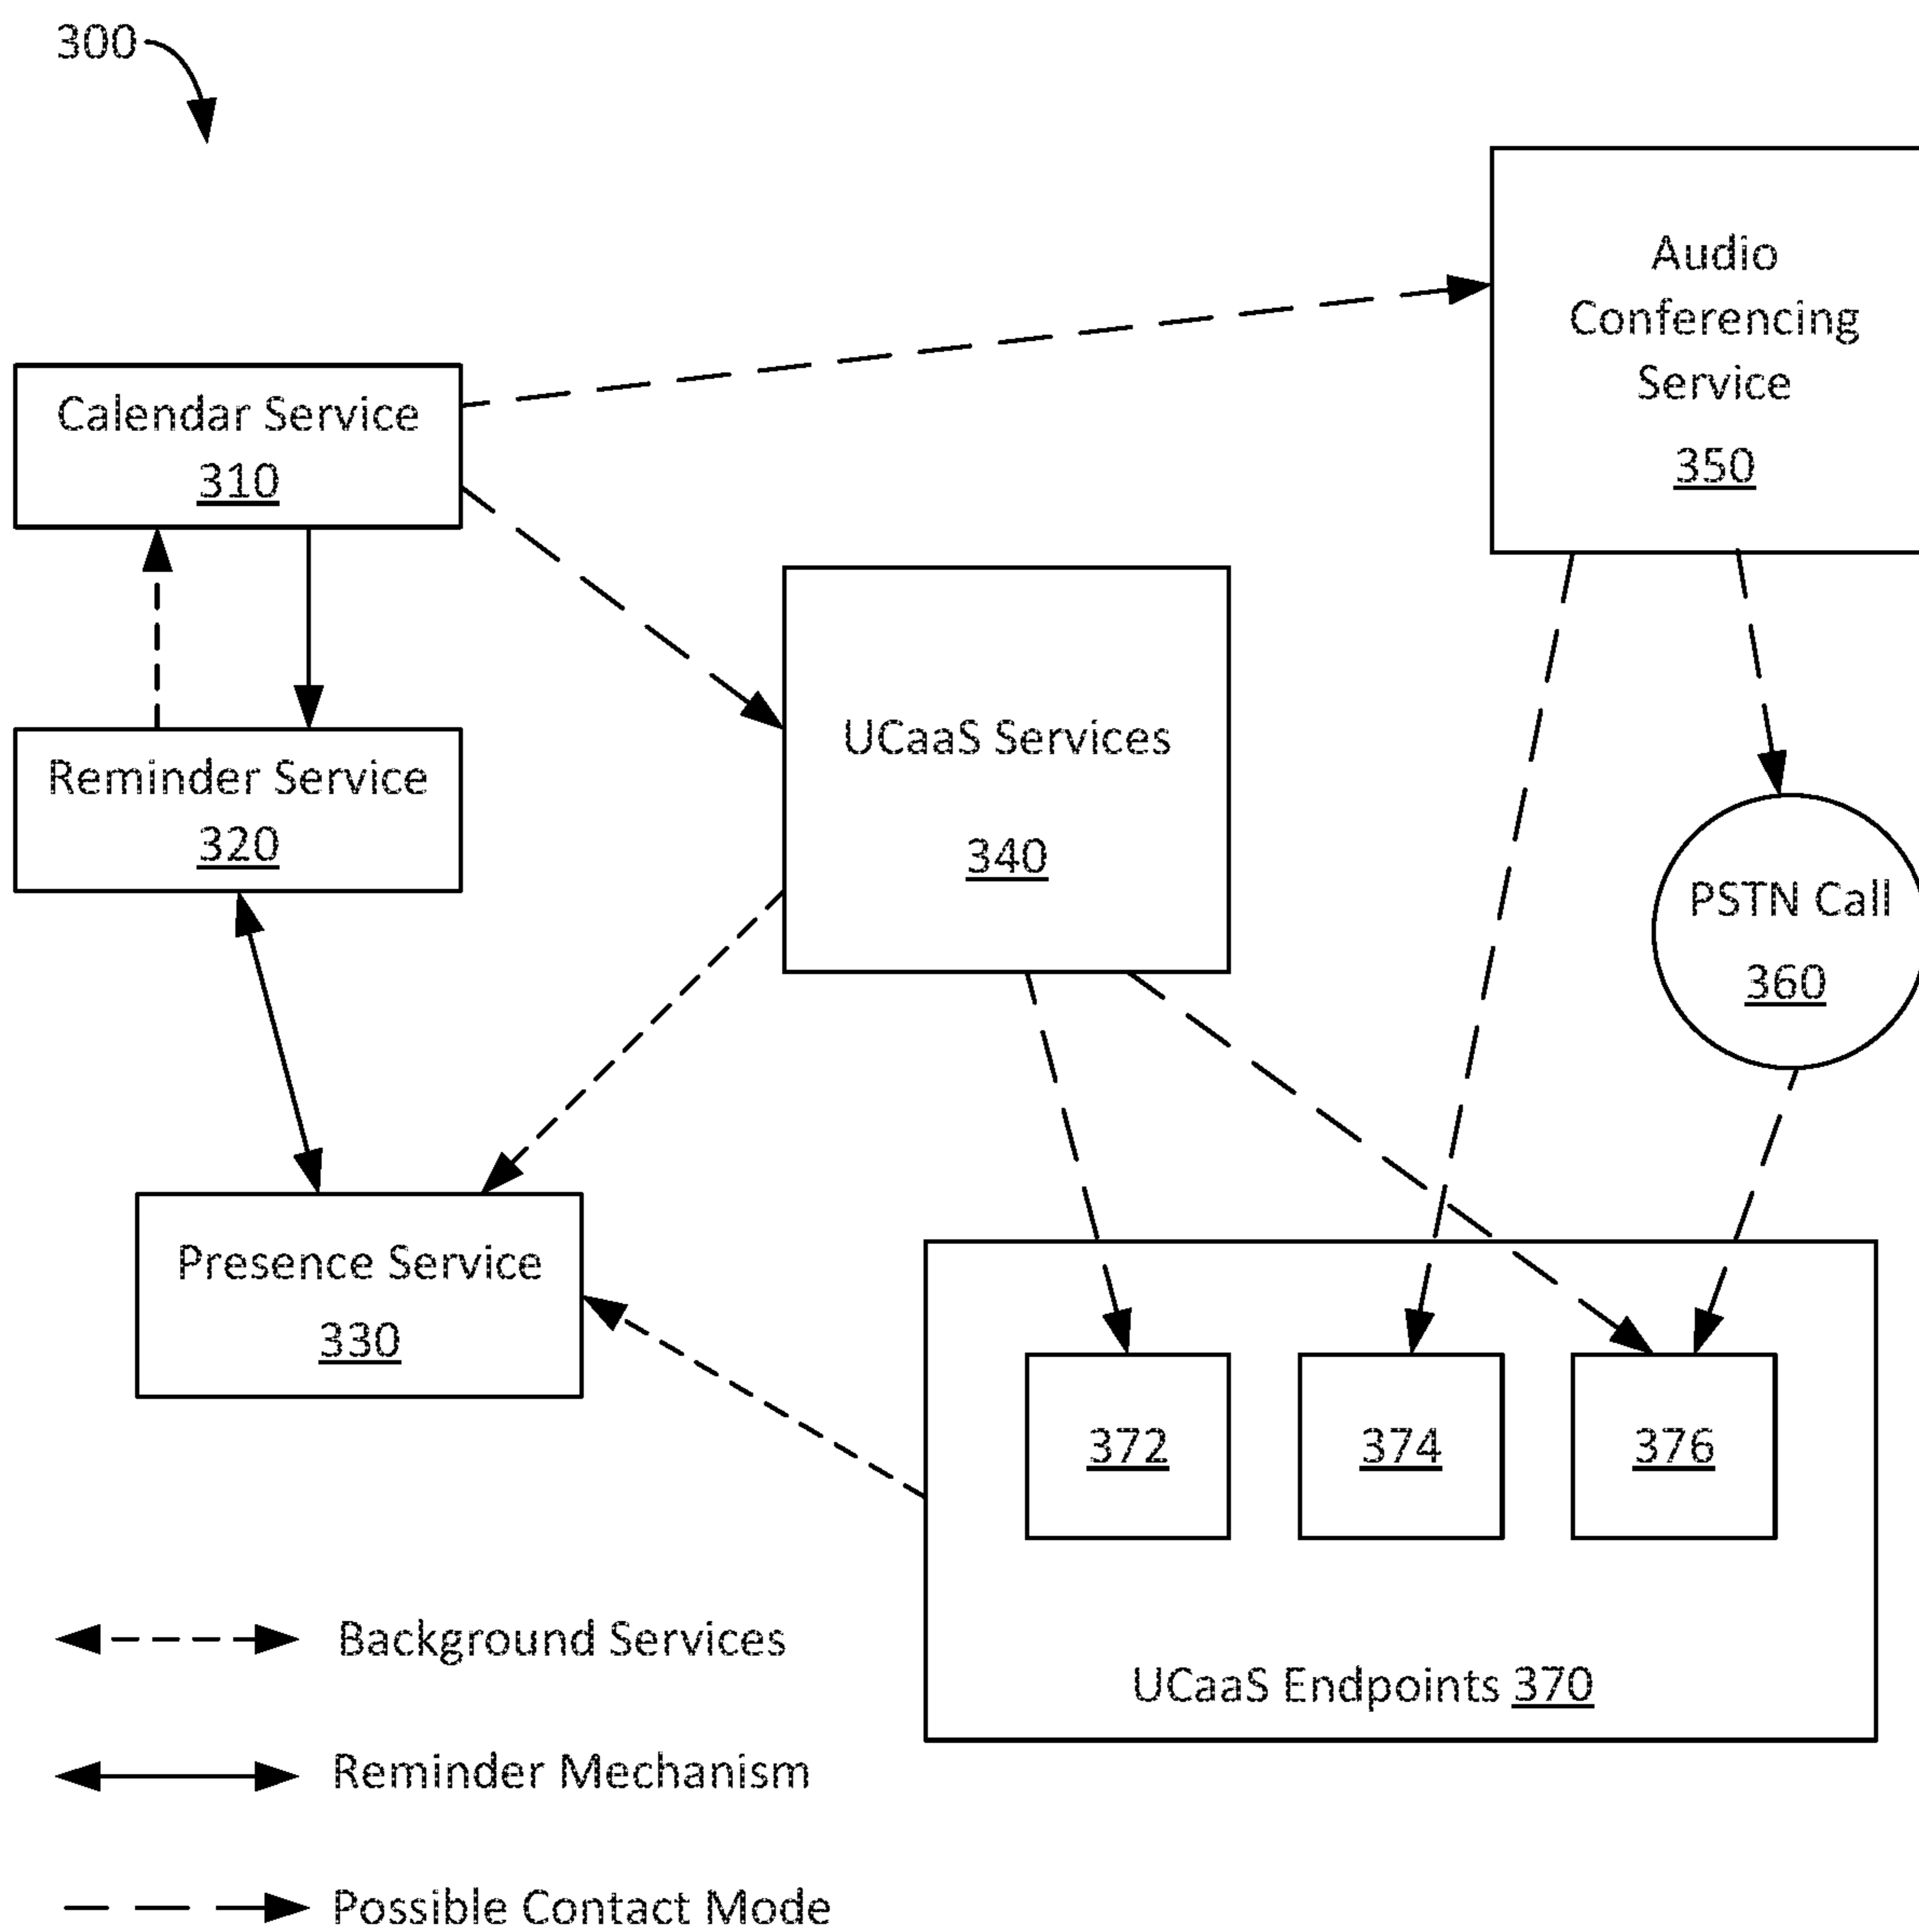 300
Audio
Conferencing
Service
350
Calendar Service
310
UCaaS Services
340
Reminder Service
320
PSTN Call
360
Presence Service
330
372
374
376
UCaaS Endpoints 370
Background Services
Reminder Mechanism
Possible Contact Mode